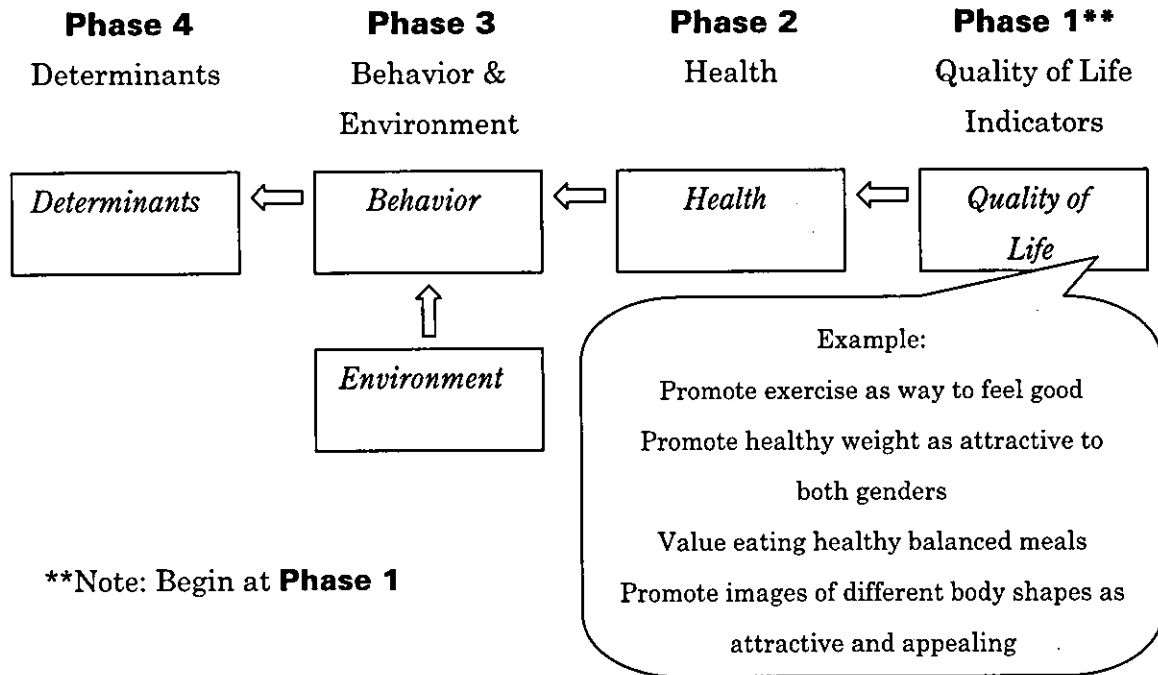 Phase 4
Determinants
Phase 3
Behavior &
Environment
Phase 2
Health
Phase 1**
Quality of Life
Indicators
Determinants
Behavior
Health
Quality of
Life
Environment
Example:
Promote exercise as way to feel good
Promote healthy weight as attractive to
both genders
Value eating healthy balanced meals
Promote images of different body shapes as
attractive and appealing
**Note: Begin at Phase 1